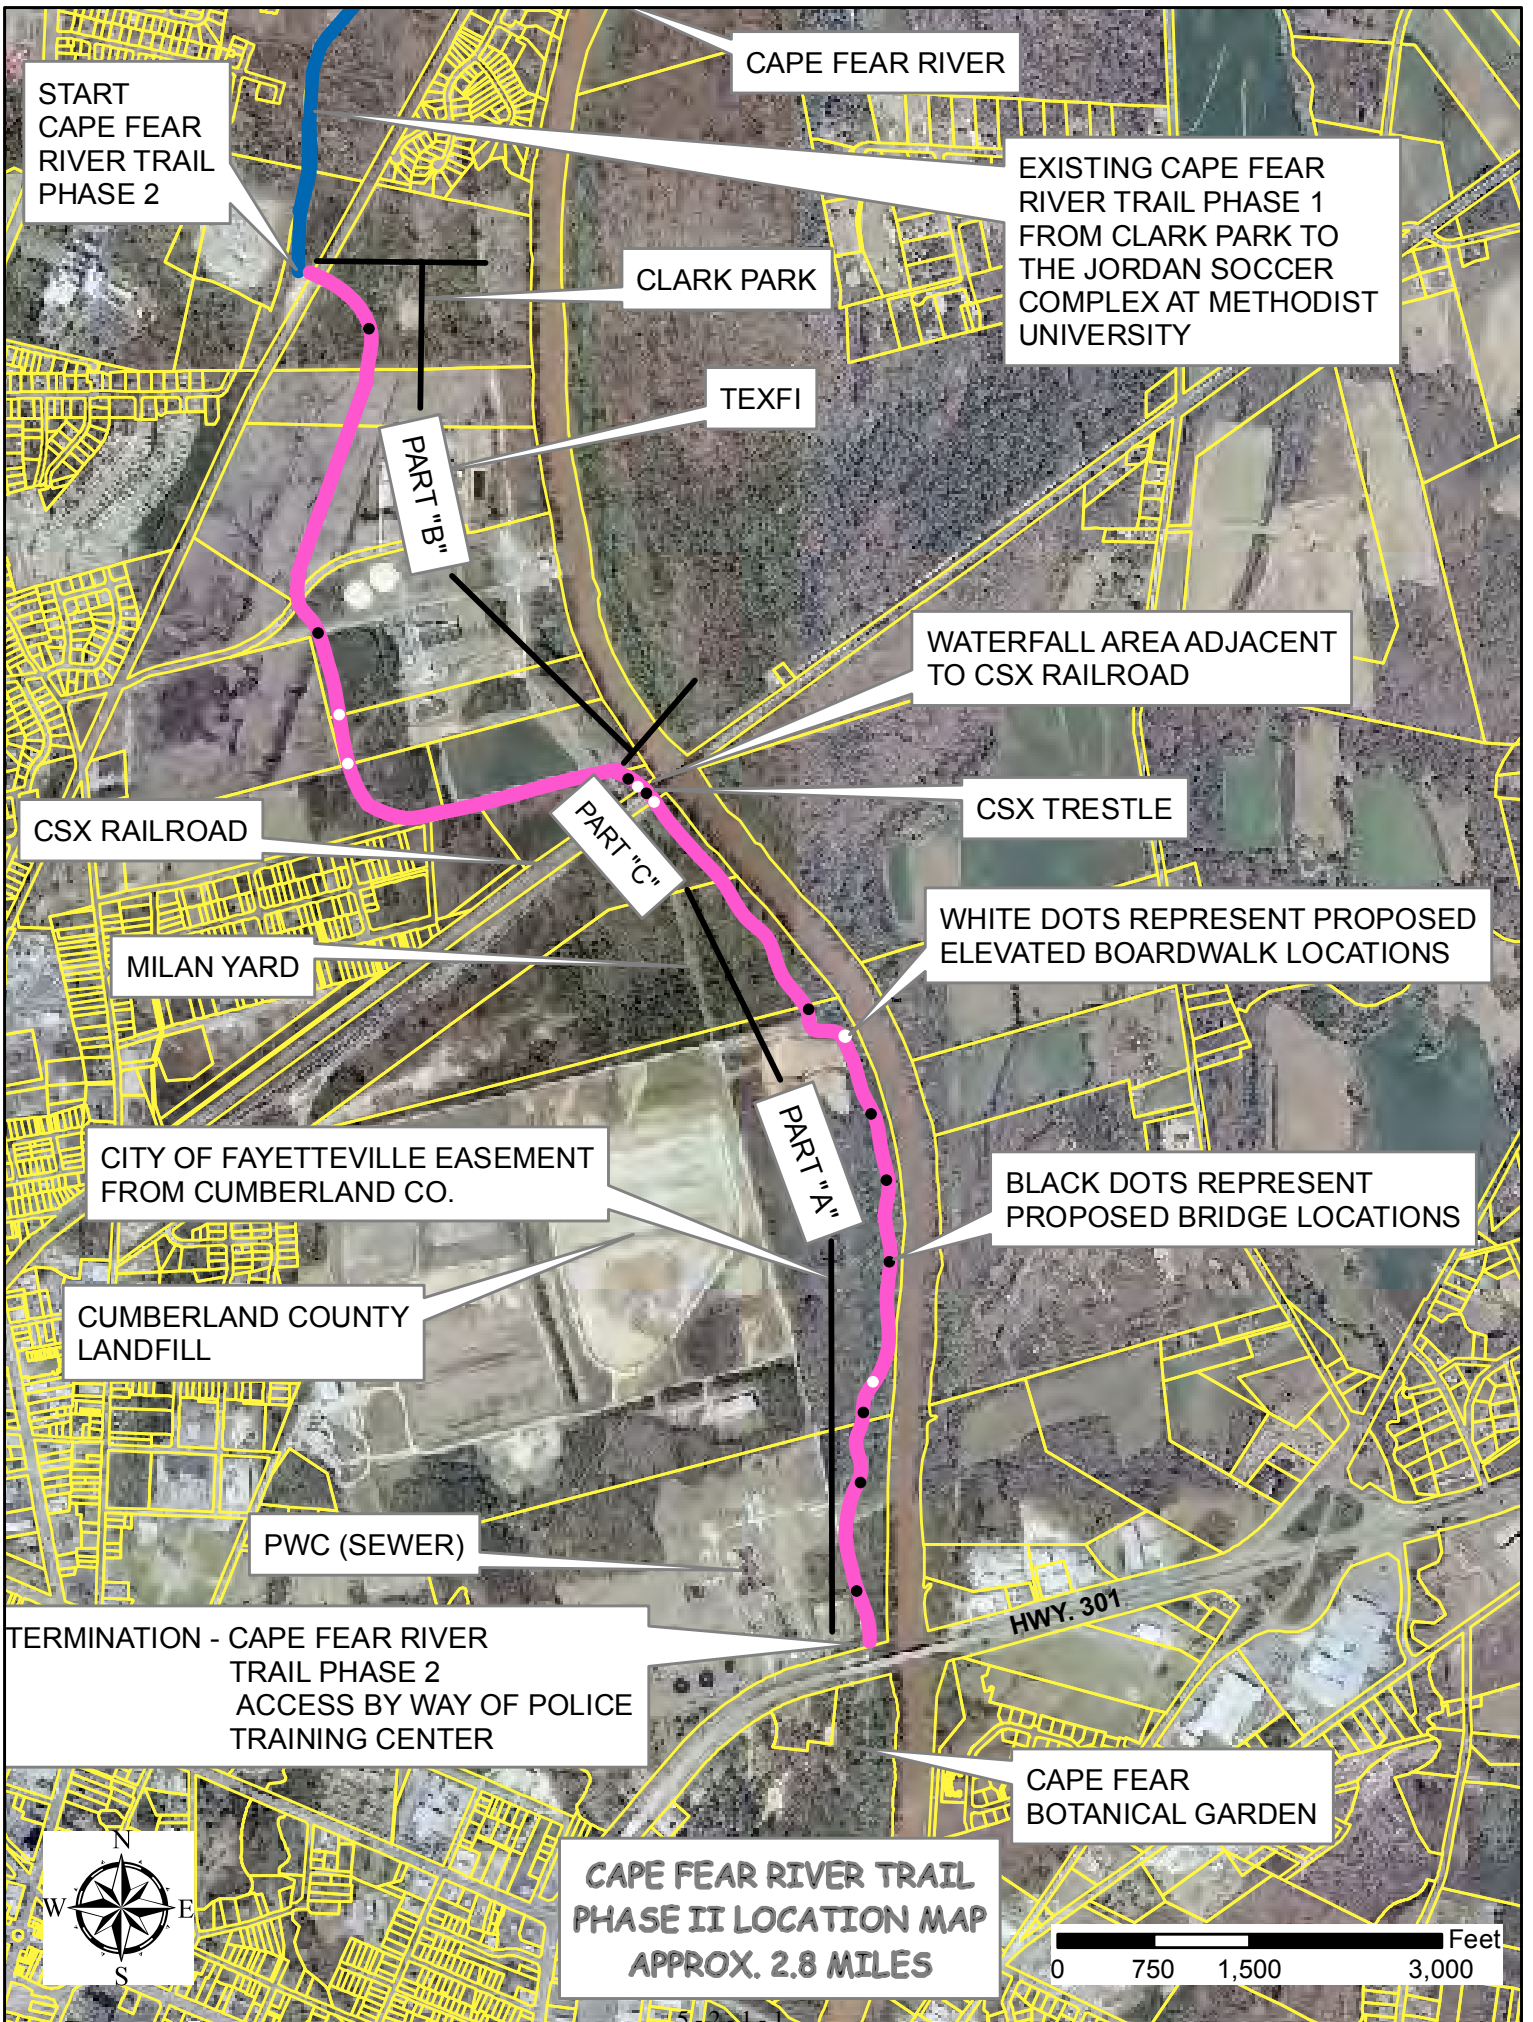 CAPE FEAR RIVER
START
CAPE FEAR
RIVER TRAIL
PHASE 2
EXISTING CAPE FEAR
RIVER TRAIL PHASE 1
FROM CLARK PARK TO
THE JORDAN SOCCER
COMPLEX AT METHODIST
UNIVERSITY
CLARK PARK
TEXFI
PART "B"
WATERFALL AREA ADJACENT
TO CSX RAILROAD
CSX TRESTLE
CSX RAILROAD
PART "C"
WHITE DOTS REPRESENT PROPOSED
ELEVATED BOARDWALK LOCATIONS
MILAN YARD
PART "A"
CITY OF FAYETTEVILLE EASEMENT
FROM CUMBERLAND CO.
BLACK DOTS REPRESENT
PROPOSED BRIDGE LOCATIONS
CUMBERLAND COUNTY
LANDFILL
PWC (SEWER)
HWY. 301
TERMINATION - CAPE FEAR RIVER
TRAIL PHASE 2
ACCESS BY WAY OF POLICE
TRAINING CENTER
CAPE FEAR
BOTANICAL GARDEN
N
W E
S
CAPE FEAR RIVER TRAIL
PHASE II LOCATION MAP
APPROX. 2.8 MILES
Feet
0 750 1,500 3,000
5-2-1-1